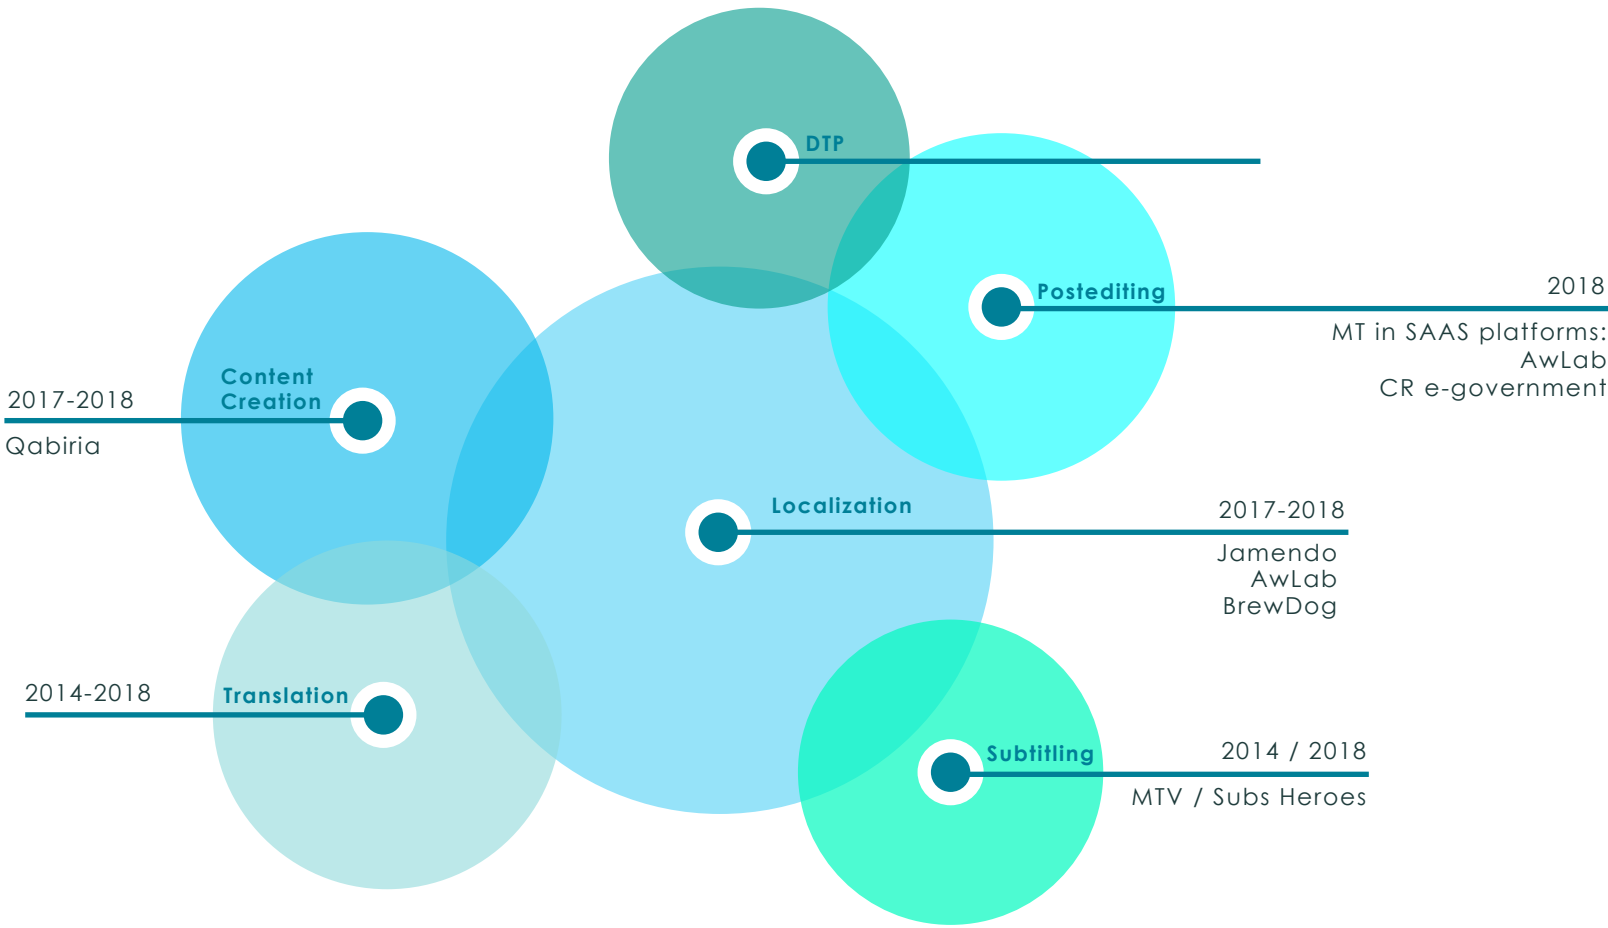 DTP
Postediting
2018
MT in SAAS platforms:
AwLab
CR e-government
Content
Creation
2017-2018
Qabiria
Localization
2017-2018
Jamendo
AwLab
BrewDog
2014-2018
Translation
Subtitling
2014 / 2018
MTV / Subs Heroes